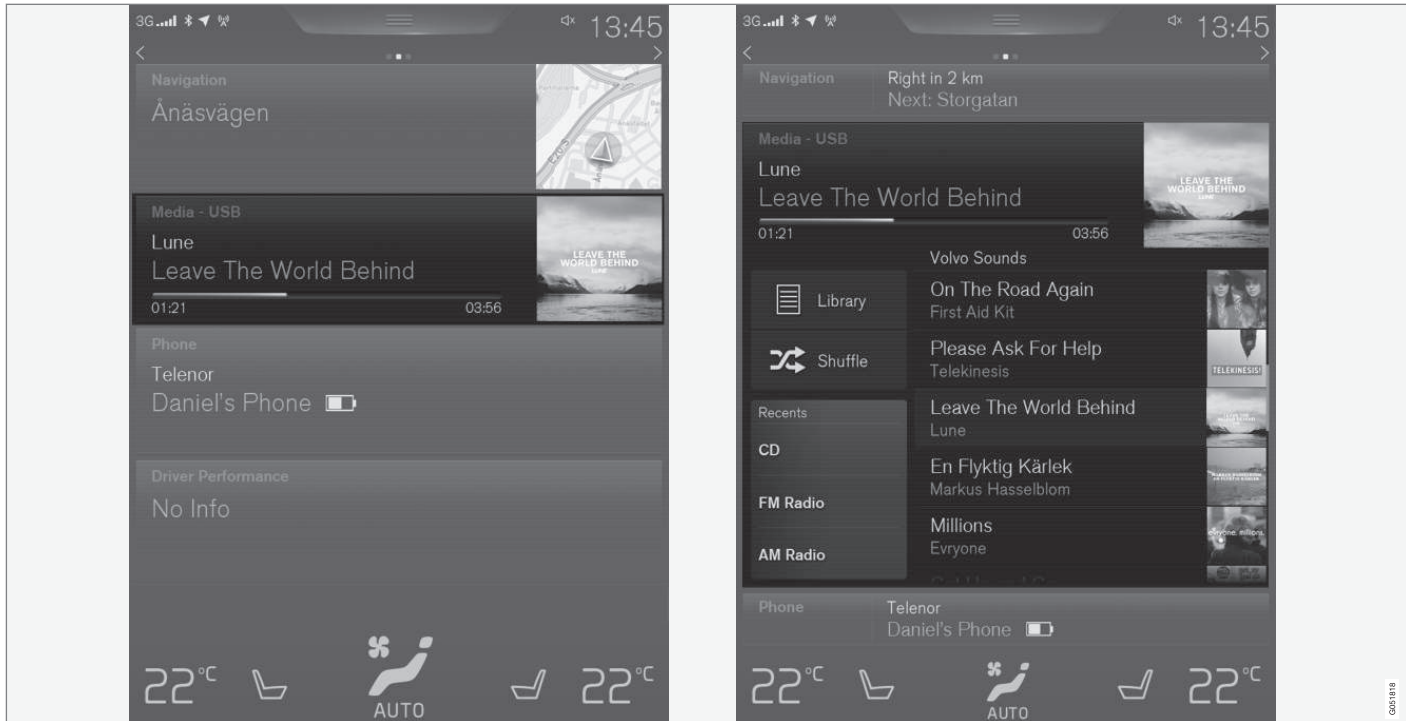 3G
13:45
Navigation
Ånäsvägen
Media - USB
Lune
Leave The World Behind
01:21
03:56
LEAVE THE
WORLD BEHIND
LUNE
Phone
Telenor
Daniel's Phone
Driver Performance
No Info
22°C
AUTO
22°C
3G
13:45
Navigation
Right in 2 km
Next: Storgatan
Media - USB
Lune
Leave The World Behind
01:21
03:56
LEAVE THE
WORLD BEHIND
LUNE
Volvo Sounds
Library
Shuffle
Recents
CD
FM Radio
AM Radio
On The Road Again
First Aid Kit
Please Ask For Help
Telekinesis
TELEKINESIS!
Leave The World Behind
Lune
En Flyktig Kärlek
Markus Hasselblom
Millions
Evryone
evryone. millions.
Phone
Telenor
Daniel's Phone
22°C
AUTO
22°C
G051818